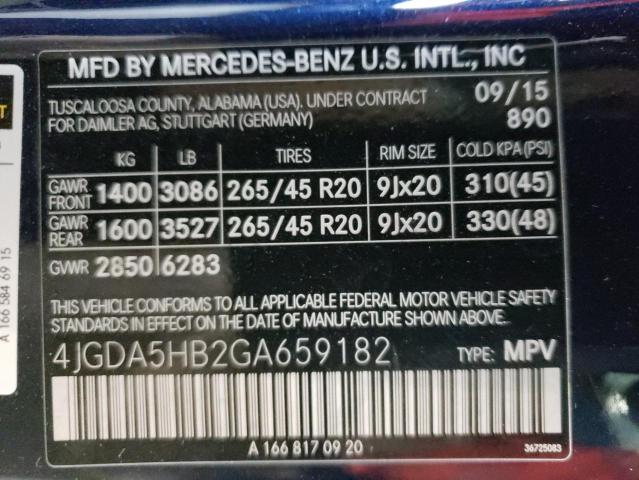 MFD BY MERCEDES-BENZ U.S. INTL., INC
TUSCALOOSA COUNTY, ALABAMA (USA). UNDER CONTRACT
FOR DAIMLER AG, STUTTGART (GERMANY)
09/15
890
KG LB TIRES RIM SIZE COLD KPA(PSI)
GAWR FRONT 1400 3086 265/45 R20 9Jx20 310(45)
GAWR REAR 1600 3527 265/45 R20 9Jx20 330(48)
GVWR 2850 6283
THIS VEHICLE CONFORMS TO ALL APPLICABLE FEDERAL MOTOR VEHICLE SAFETY
STANDARDS IN EFFECT ON THE DATE OF MANUFACTURE SHOWN ABOVE.
4JGDA5HB2GA659182 TYPE: MPV
A 166 817 09 20
36725083
A 166 584 69 15